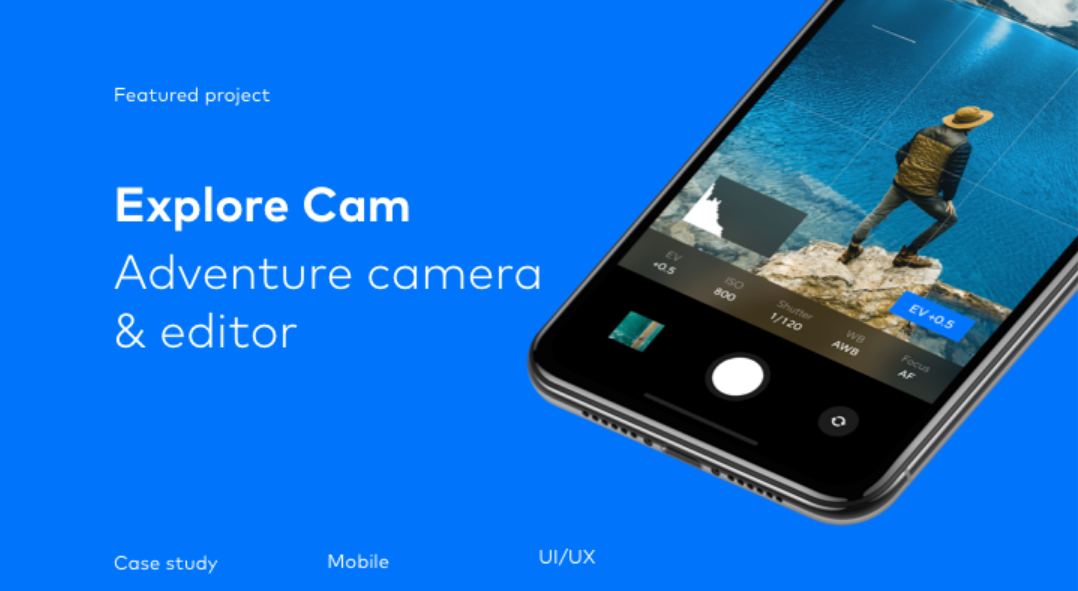 Featured project
Explore Cam
Adventure camera
& editor
EV
+0.5
ISO
800
Shutter
1/120
WB
AWB
Focus
AF
EV +0.5
Case study
Mobile
UI/UX